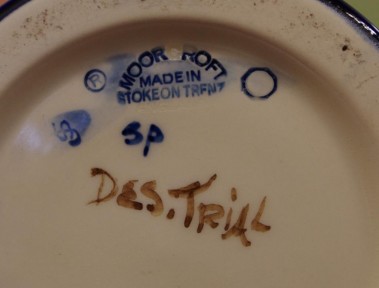 MOORCROFT
MADE IN
STOKE ON TRENT
SP
DES. TRIAL